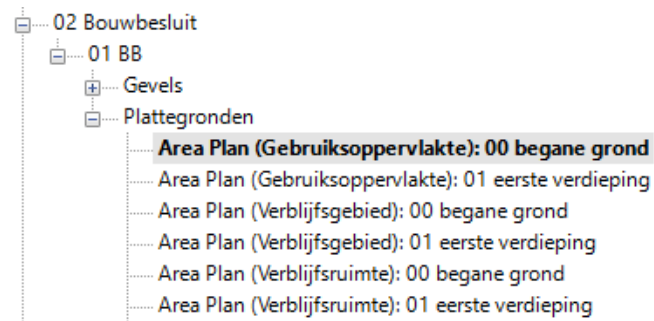 02 Bouwbesluit
01 BB
Gevels
Plattegronden
Area Plan (Gebruiksoppervlakte): 00 begane grond
Area Plan (Gebruiksoppervlakte): 01 eerste verdieping
Area Plan (Verblijfsgebied): 00 begane grond
Area Plan (Verblijfsgebied): 01 eerste verdieping
Area Plan (Verblijfsruimte): 00 begane grond
Area Plan (Verblijfsruimte): 01 eerste verdieping